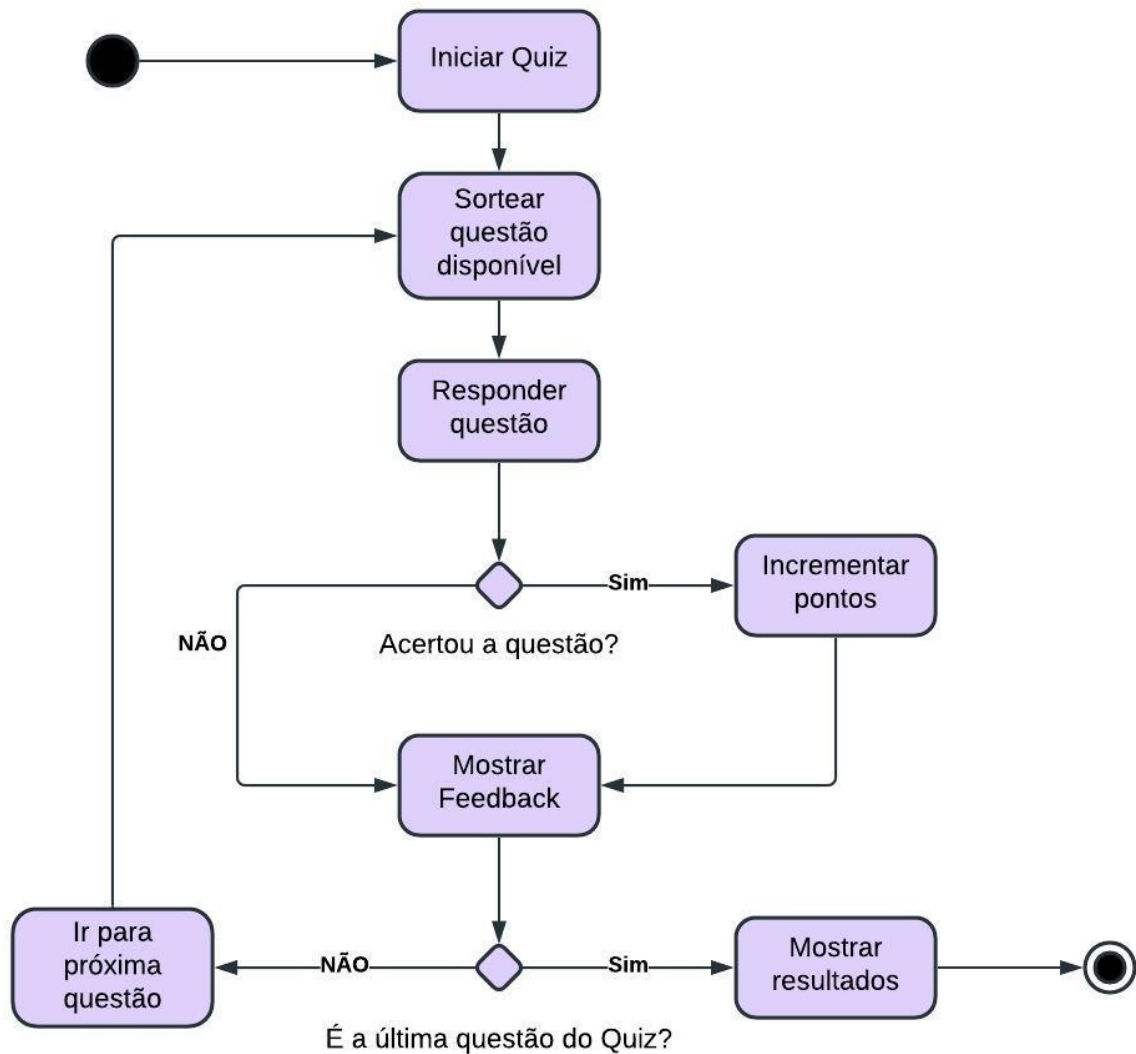 Iniciar Quiz
Sortear
questão
disponível
Responder
questão
Sim
Incrementar
pontos
NÃO
Acertou a questão?
Mostrar
Feedback
Ir para
próxima
questão
NÃO
Sim
Mostrar
resultados
É a última questão do Quiz?